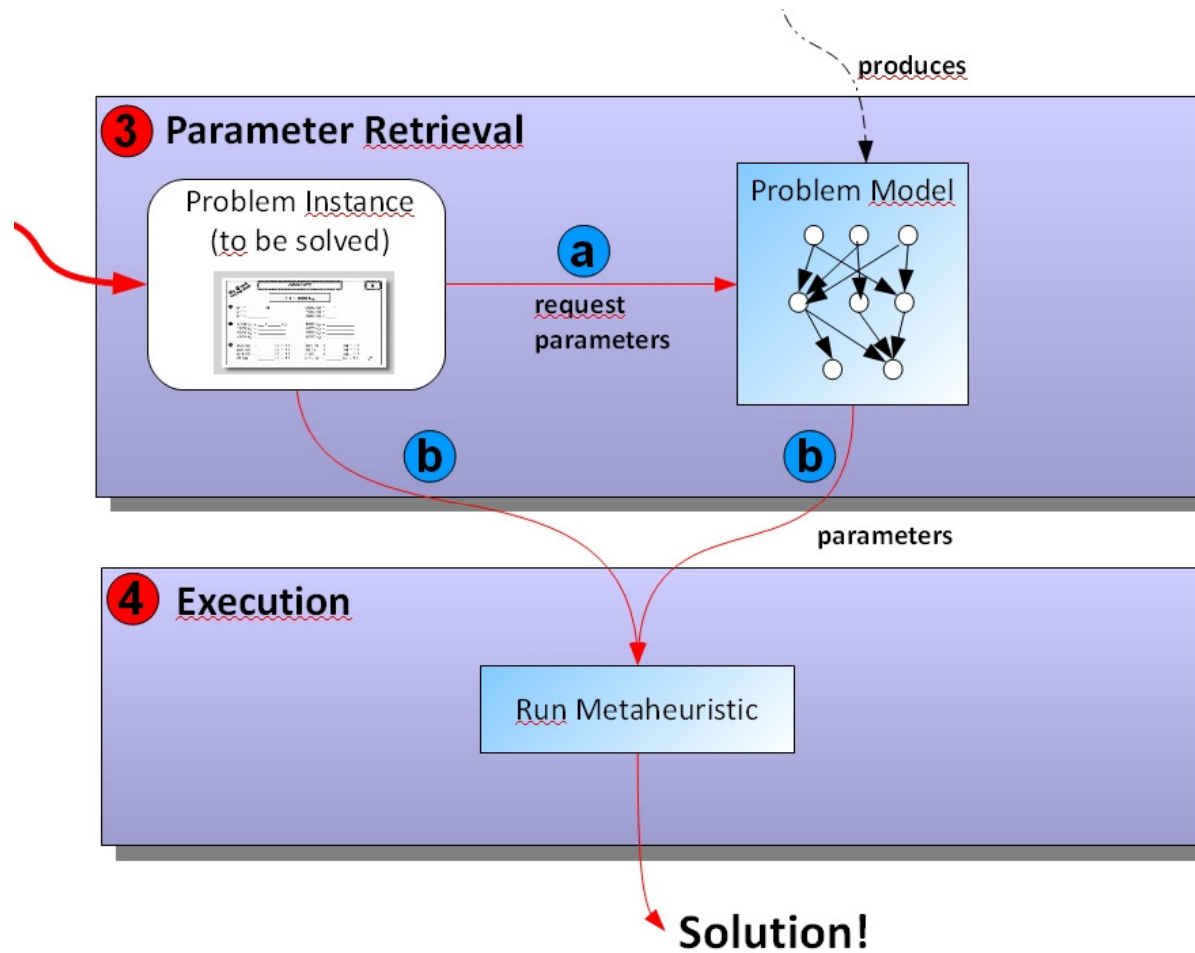 produces
3 Parameter Retrieval
Problem Instance
(to be solved)
Problem Model
a
request
parameters
b
b
parameters
4 Execution
Run Metaheuristic
Solution!